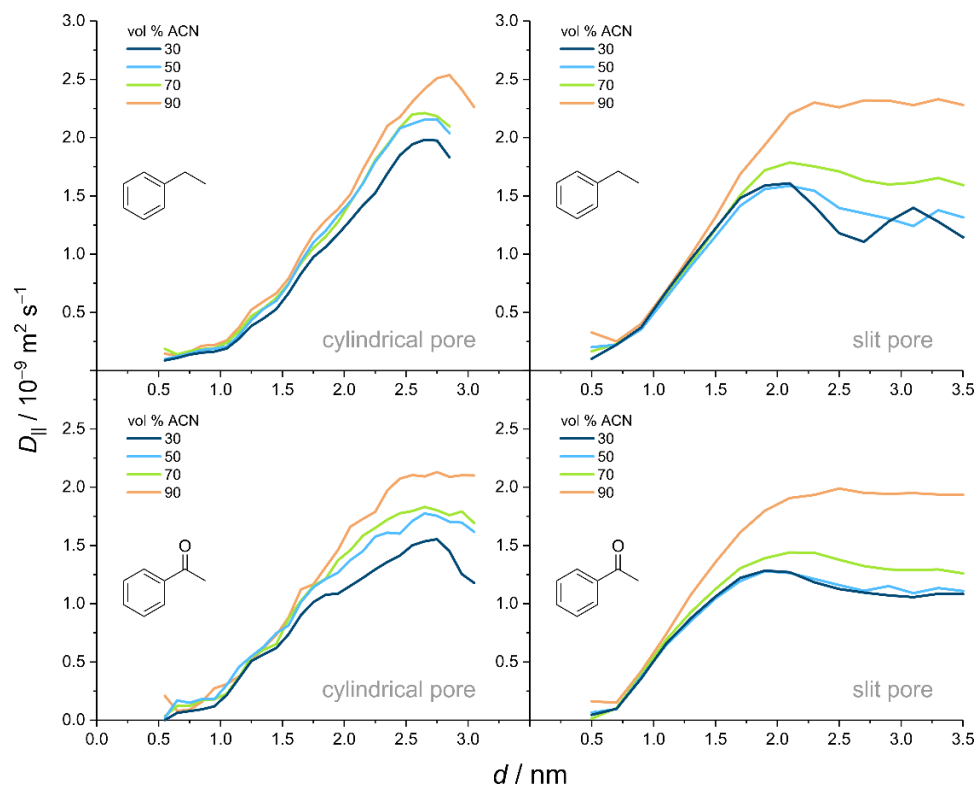 vol % ACN
30
50
70
90
cylindrical pore
3.0
2.5
2.0
1.5
1.0
0.5
0.5 1.0 1.5 2.0 2.5 3.0
vol % ACN
30
50
70
90
slit pore
0.5 1.0 1.5 2.0 2.5 3.0
D|| / 10⁻⁹ m² s⁻¹
vol % ACN
30
50
70
90
O
cylindrical pore
2.5
2.0
1.5
1.0
0.5
0.0
0.0 0.5 1.0 1.5 2.0 2.5 3.0
vol % ACN
30
50
70
90
O
slit pore
0.5 1.0 1.5 2.0 2.5 3.0 3.5
d / nm